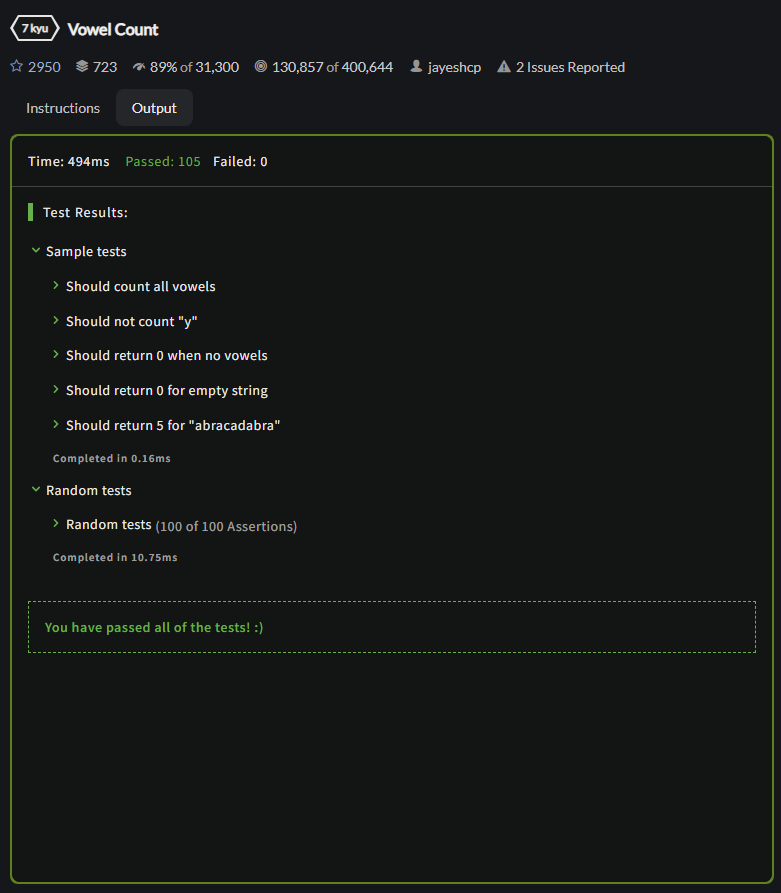 7 kyu Vowel Count
2950 723 89% of 31,300 130,857 of 400,644 jayeshcp 2 Issues Reported
Instructions Output
Time: 494ms Passed: 105 Failed: 0
Test Results:
Sample tests
Should count all vowels
Should not count "y"
Should return 0 when no vowels
Should return 0 for empty string
Should return 5 for "abracadabra"
Completed in 0.16ms
Random tests
Random tests (100 of 100 Assertions)
Completed in 10.75ms
You have passed all of the tests! :)